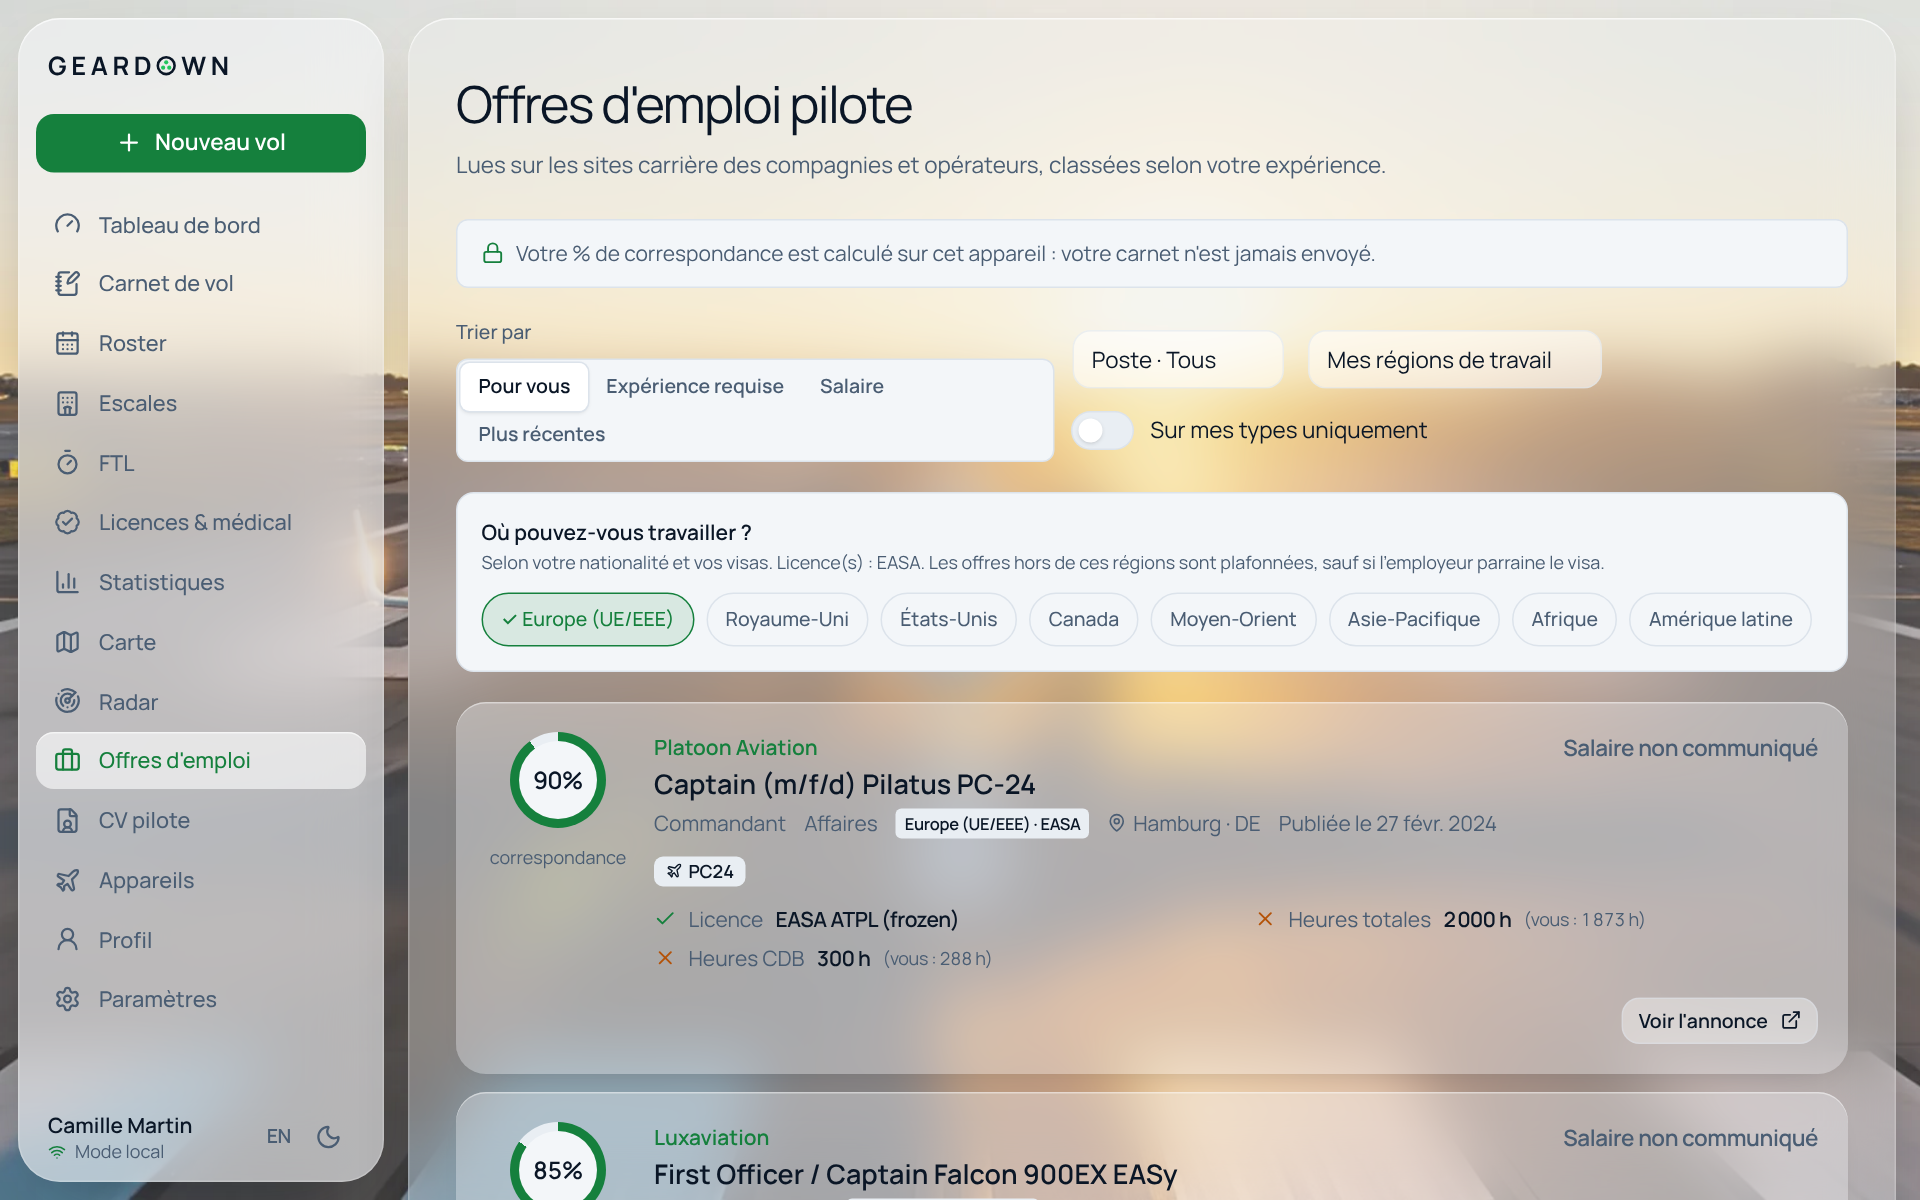 GEARDOWN
Nouveau vol
Tableau de bord
Carnet de vol
Roster
Escales
FTL
Licences & médical
Statistiques
Carte
Radar
Offres d'emploi
CV pilote
Appareils
Profil
Paramètres
Camille Martin
Mode local
EN
Offres d'emploi pilote
Lues sur les sites carrière des compagnies et opérateurs, classées selon votre expérience.
Votre % de correspondance est calculé sur cet appareil : votre carnet n'est jamais envoyé.
Trier par
Pour vous
Expérience requise
Salaire
Plus récentes
Poste · Tous
Mes régions de travail
Sur mes types uniquement
Où pouvez-vous travailler ?
Selon votre nationalité et vos visas. Licence(s) : EASA. Les offres hors de ces régions sont plafonnées, sauf si l'employeur parraine le visa.
Europe (UE/EEE)
Royaume-Uni
États-Unis
Canada
Moyen-Orient
Asie-Pacifique
Afrique
Amérique latine
90%
correspondance
Platoon Aviation
Salaire non communiqué
Captain (m/f/d) Pilatus PC-24
Commandant Affaires Europe (UE/EEE) · EASA Hamburg · DE Publiée le 27 févr. 2024
PC24
Licence EASA ATPL (frozen)
Heures totales 2 000 h (vous : 1 873 h)
Heures CDB 300 h (vous : 288 h)
Voir l'annonce
85%
Luxaviation
Salaire non communiqué
First Officer / Captain Falcon 900EX EASy